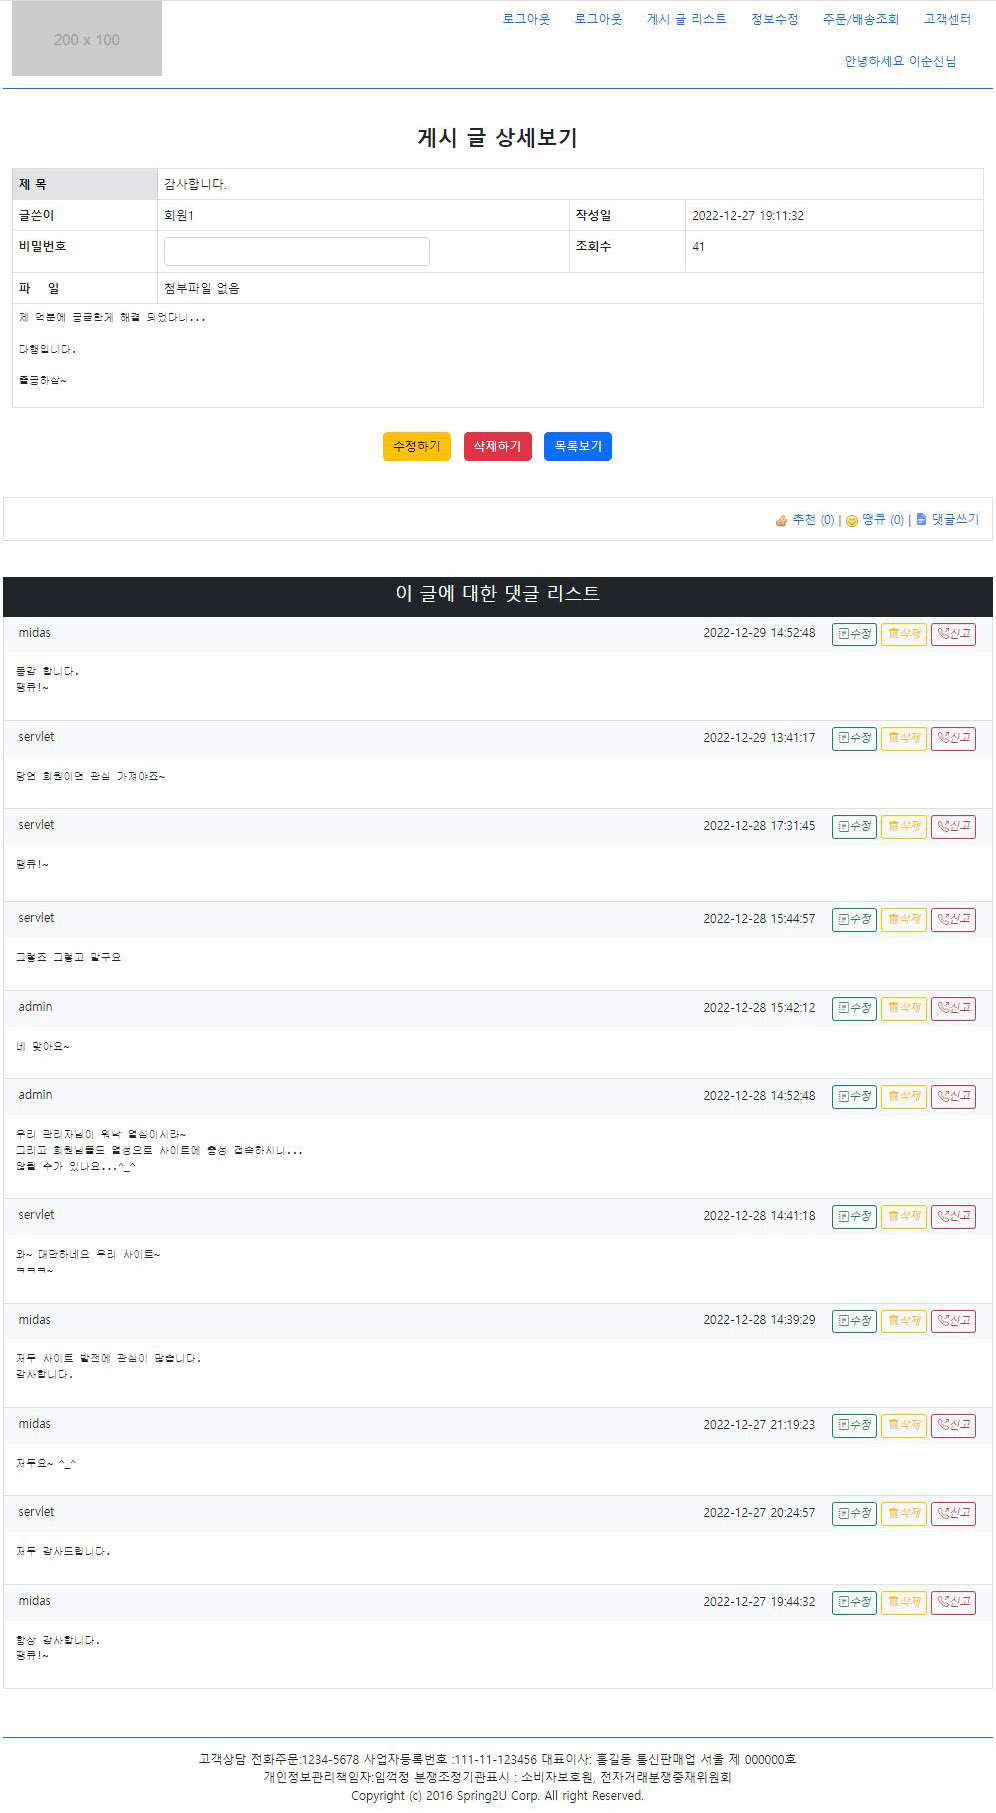 200 x 100
로그아웃 로그아웃 게시 글 리스트 정보수정 주문/배송조회 고객센터
안녕하세요 이순신님
게시 글 상세보기
제 목 감사합니다.
글쓴이 회원1 작성일 2022-12-27 19:11:32
비밀번호 조회수 41
파 일 첨부파일 없음
제 덕분에 궁금한게 해결 되었다니...
다행입니다.
즐공하삼~
수정하기 삭제하기 목록보기
추천 (0) | 땡큐 (0) | 댓글쓰기
이 글에 대한 댓글 리스트
midas 2022-12-29 14:52:48 수정 삭제 신고
동감 합니다.
땡큐!~
servlet 2022-12-29 13:41:17 수정 삭제 신고
당연 회원이면 관심 가져야죠~
servlet 2022-12-28 17:31:45 수정 삭제 신고
땡큐!~
servlet 2022-12-28 15:44:57 수정 삭제 신고
그렇죠 그렇고 말구요
admin 2022-12-28 15:42:12 수정 삭제 신고
네 맞아요~
admin 2022-12-28 14:52:48 수정 삭제 신고
우리 관리자님이 워낙 열심이시라~
그리고 회원님들도 열성으로 사이트에 충성 접속하시니...
않될 수가 있나요...^_^
servlet 2022-12-28 14:41:18 수정 삭제 신고
와~ 대단하네요 우리 사이트~
ㅋㅋㅋ~
midas 2022-12-28 14:39:29 수정 삭제 신고
저두 사이트 발전에 관심이 많습니다.
감사합니다.
midas 2022-12-27 21:19:23 수정 삭제 신고
저두요~ ^_^
servlet 2022-12-27 20:24:57 수정 삭제 신고
저두 감사드립니다.
midas 2022-12-27 19:44:32 수정 삭제 신고
항상 감사합니다.
땡큐!~
고객상담 전화주문:1234-5678 사업자등록번호 :111-11-123456 대표이사: 홍길동 통신판매업 서울 제 000000호
개인정보관리책임자:임꺽정 분쟁조정기관표시 : 소비자보호원, 전자거래분쟁중재위원회
Copyright (c) 2016 Spring2U Corp. All right Reserved.